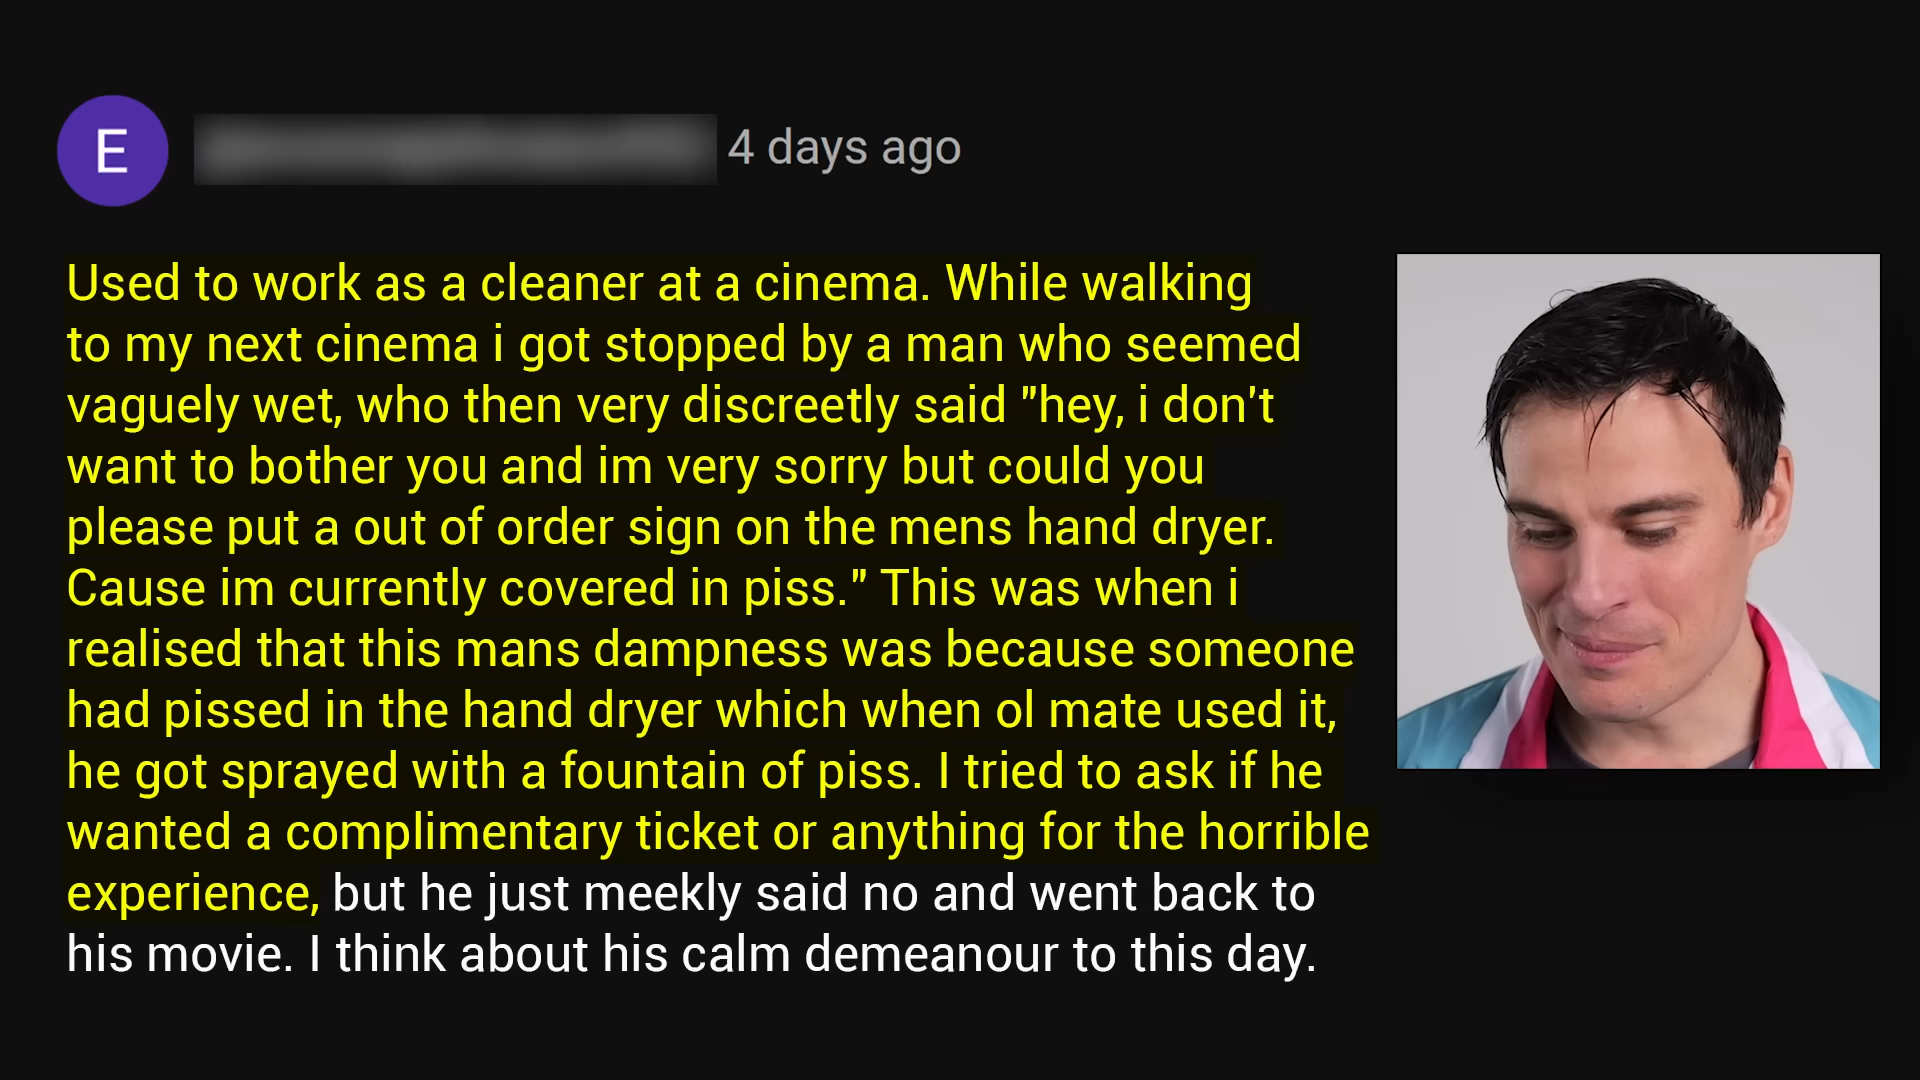 E
4 days ago
Used to work as a cleaner at a cinema. While walking
to my next cinema i got stopped by a man who seemed
vaguely wet, who then very discreetly said "hey, i don't
want to bother you and im very sorry but could you
please put a out of order sign on the mens hand dryer.
Cause im currently covered in piss." This was when i
realised that this mans dampness was because someone
had pissed in the hand dryer which when ol mate used it,
he got sprayed with a fountain of piss. I tried to ask if he
wanted a complimentary ticket or anything for the horrible
experience, but he just meekly said no and went back to
his movie. I think about his calm demeanour to this day.